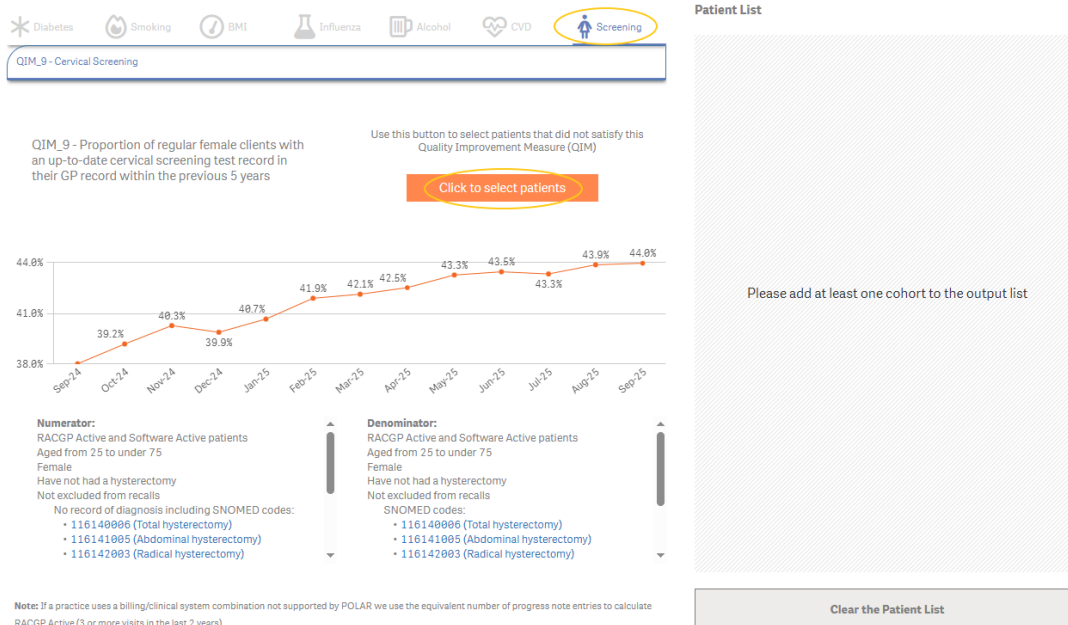 Diabetes
Smoking
BMI
Influenza
Alcohol
CVD
Screening
QIM_9 - Cervical Screening
QIM_9 - Proportion of regular female clients with
an up-to-date cervical screening test record in
their GP record within the previous 5 years
Use this button to select patients that did not satisfy this
Quality Improvement Measure (QIM)
Click to select patients
44.0%
41.0%
38.0%
39.2%
40.3%
39.9%
40.7%
41.9%
42.1%
42.5%
43.3%
43.5%
43.3%
43.9%
44.0%
Sep-24
Oct-24
Nov-24
Dec-24
Jan-25
Feb-25
Mar-25
Apr-25
May-25
Jun-25
Jul-25
Aug-25
Sep-25
Numerator:
RACGP Active and Software Active patients
Aged from 25 to under 75
Female
Have not had a hysterectomy
Not excluded from recalls
No record of diagnosis including SNOMED codes:
• 116140006 (Total hysterectomy)
• 116141005 (Abdominal hysterectomy)
• 116142003 (Radical hysterectomy)
Denominator:
RACGP Active and Software Active patients
Aged from 25 to under 75
Female
Have not had a hysterectomy
Not excluded from recalls
SNOMED codes:
• 116140006 (Total hysterectomy)
• 116141005 (Abdominal hysterectomy)
• 116142003 (Radical hysterectomy)
Note: If a practice uses a billing/clinical system combination not supported by POLAR we use the equivalent number of progress note entries to calculate
RACGP Active (3 or more visits in the last 2 years)
Patient List
Please add at least one cohort to the output list
Clear the Patient List